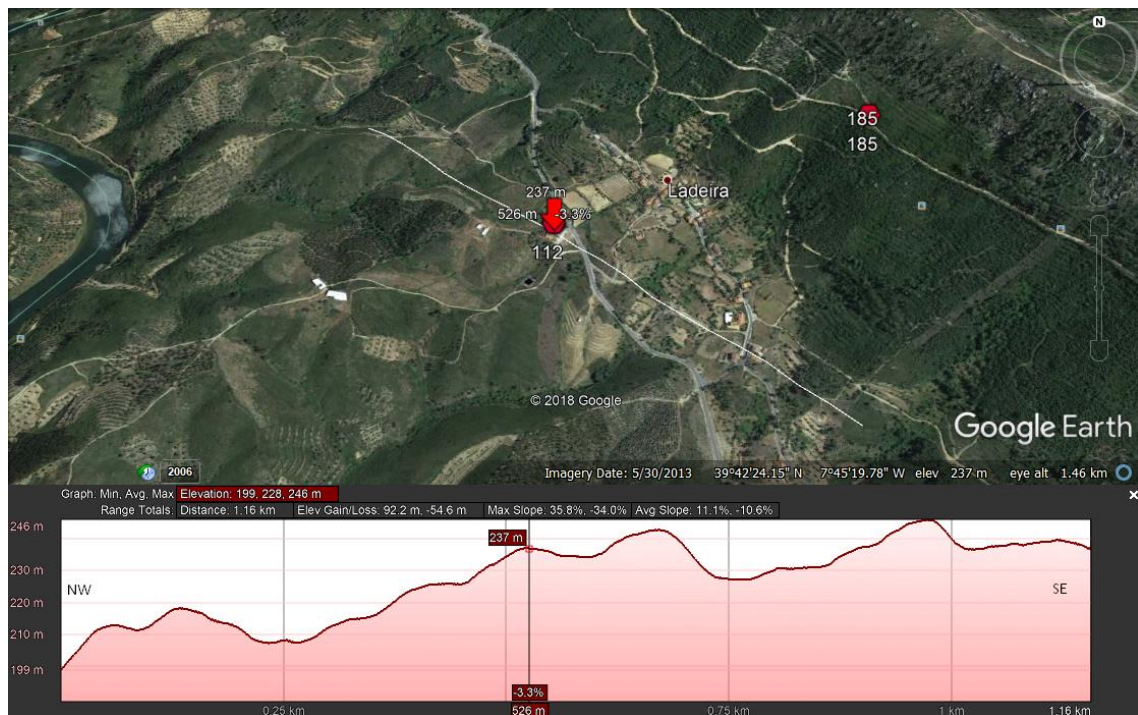 N
185
185
Ladeira
237 m
526 m -3.3%
112
© 2018 Google
Google Earth
2006
Imagery Date: 5/30/2013 39°42'24.15" N 7°45'19.78" W elev 237 m eye alt 1.46 km
Graph: Min, Avg, Max Elevation: 199, 228, 246 m
Range Totals: Distance: 1.16 km Elev Gain/Loss: 92.2 m, -54.6 m Max Slope: 35.8%, -34.0% Avg Slope: 11.1%, -10.6%
246 m
237 m
230 m
NW
SE
220 m
210 m
199 m
-3.3%
0.25 km
526 m
0.75 km
1 km
1.16 km